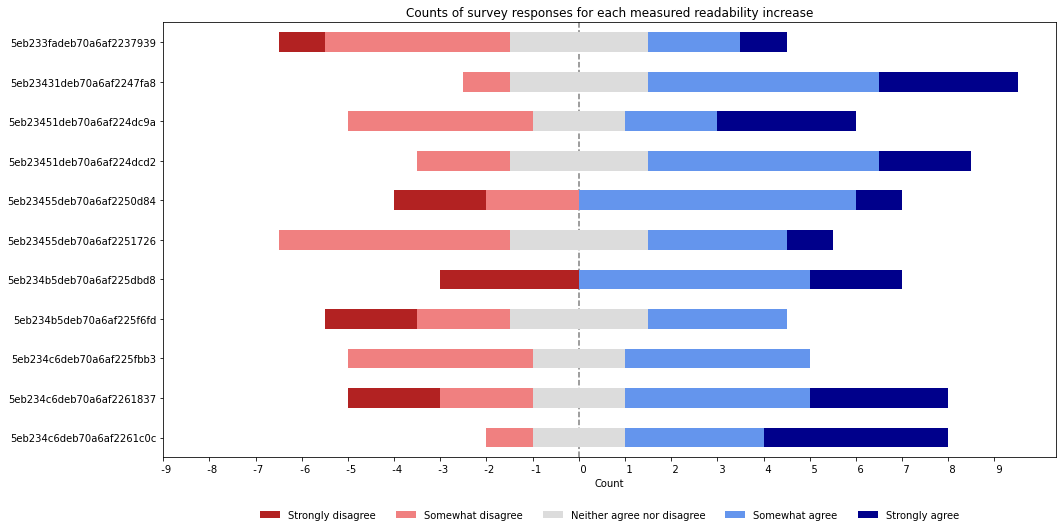 Counts of survey responses for each measured readability increase
5eb233fadeb70a6af2237939
5eb23431deb70a6af2247fa8
5eb23451deb70a6af224dc9a
5eb23451deb70a6af224dcd2
5eb23455deb70a6af2250d84
5eb23455deb70a6af2251726
5eb234b5deb70a6af225dbd8
5eb234b5deb70a6af225f6fd
5eb234c6deb70a6af225fbb3
5eb234c6deb70a6af2261837
5eb234c6deb70a6af2261c0c
-9 -8 -7 -6 -5 -4 -3 -2 -1 0 1 2 3 4 5 6 7 8 9
Count
Strongly disagree Somewhat disagree Neither agree nor disagree Somewhat agree Strongly agree